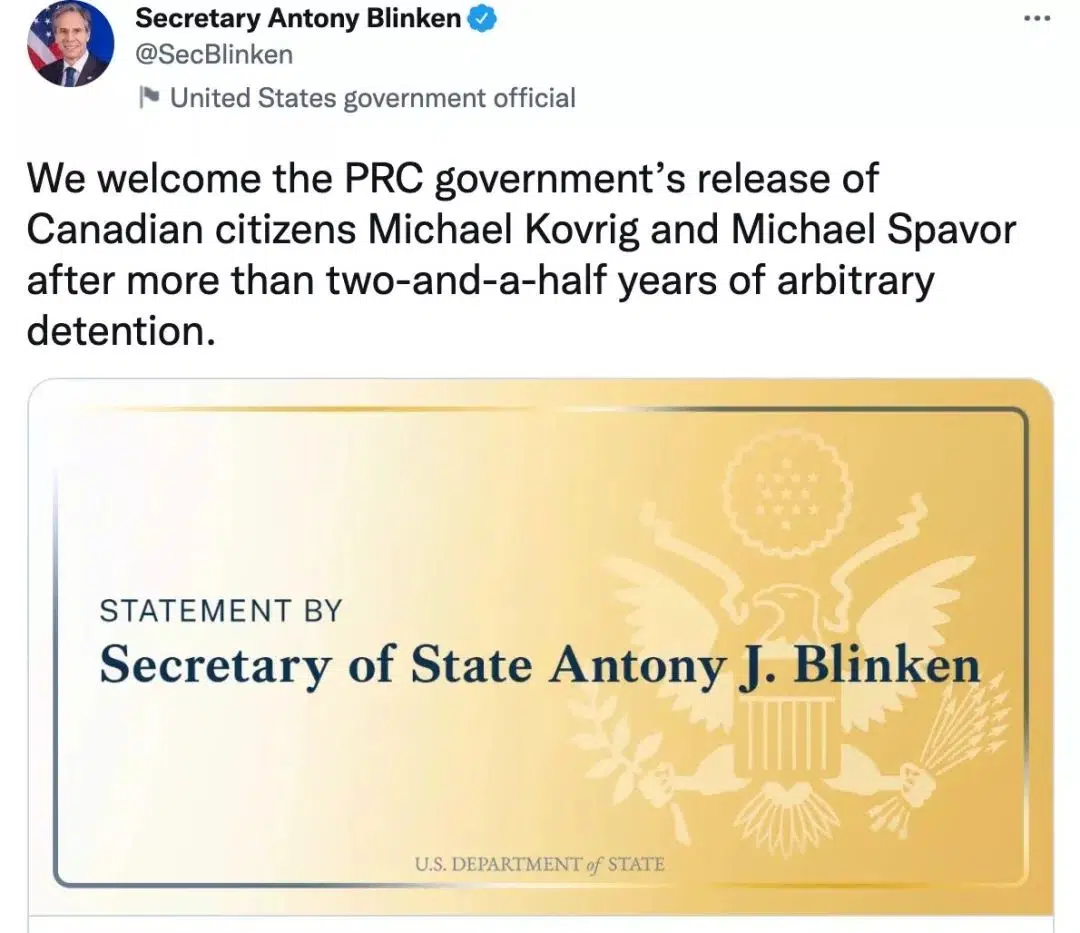 Secretary Antony Blinken
@SecBlinken
United States government official
We welcome the PRC government’s release of
Canadian citizens Michael Kovrig and Michael Spavor
after more than two-and-a-half years of arbitrary
detention.
STATEMENT BY
Secretary of State Antony J. Blinken
U.S. DEPARTMENT of STATE